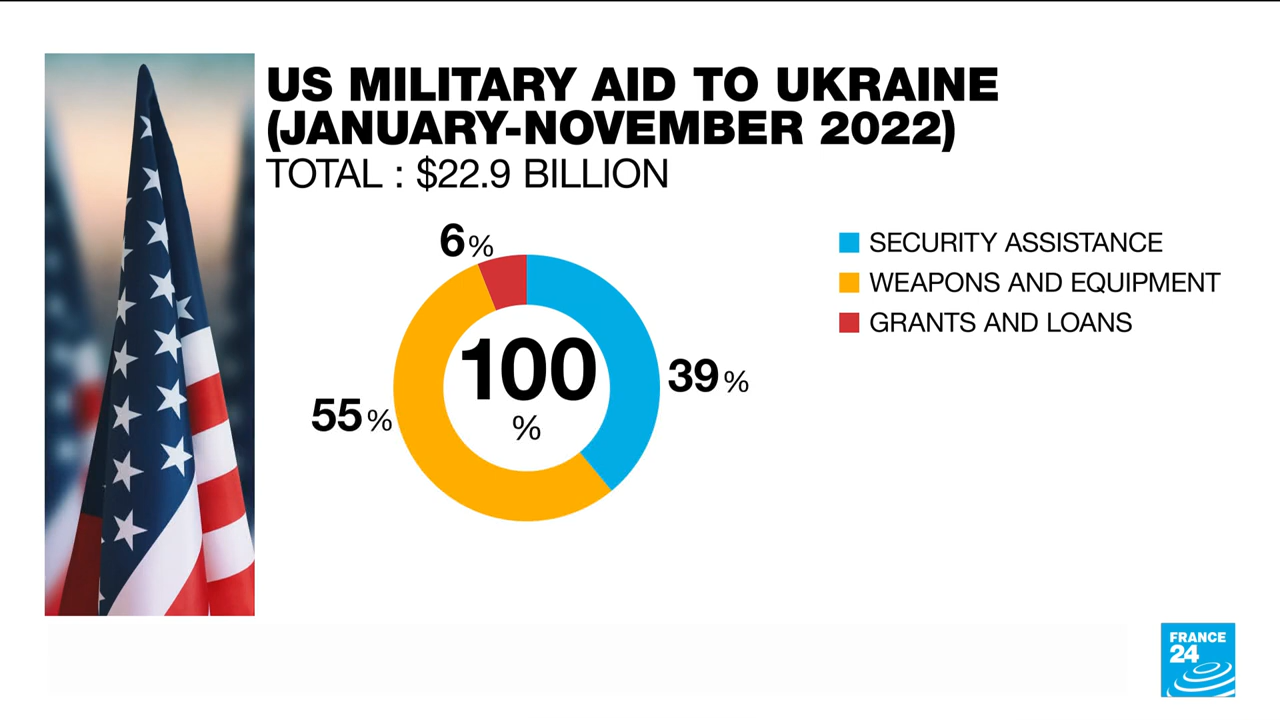 US MILITARY AID TO UKRAINE
(JANUARY-NOVEMBER 2022)
TOTAL : $22.9 BILLION
6%
SECURITY ASSISTANCE
WEAPONS AND EQUIPMENT
GRANTS AND LOANS
100
%
39%
55%
FRANCE
24